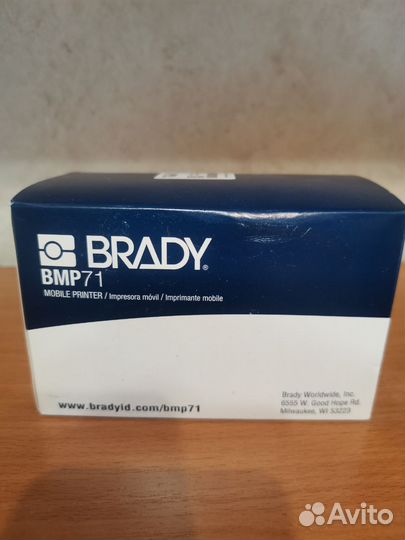 BRADY®
BMP71
MOBILE PRINTER / Impresora móvil / Imprimante mobile
www.bradyid.com/bmp71
Brady Worldwide, Inc.
6555 W. Good Hope Rd.
Milwaukee, WI 53223
Avito